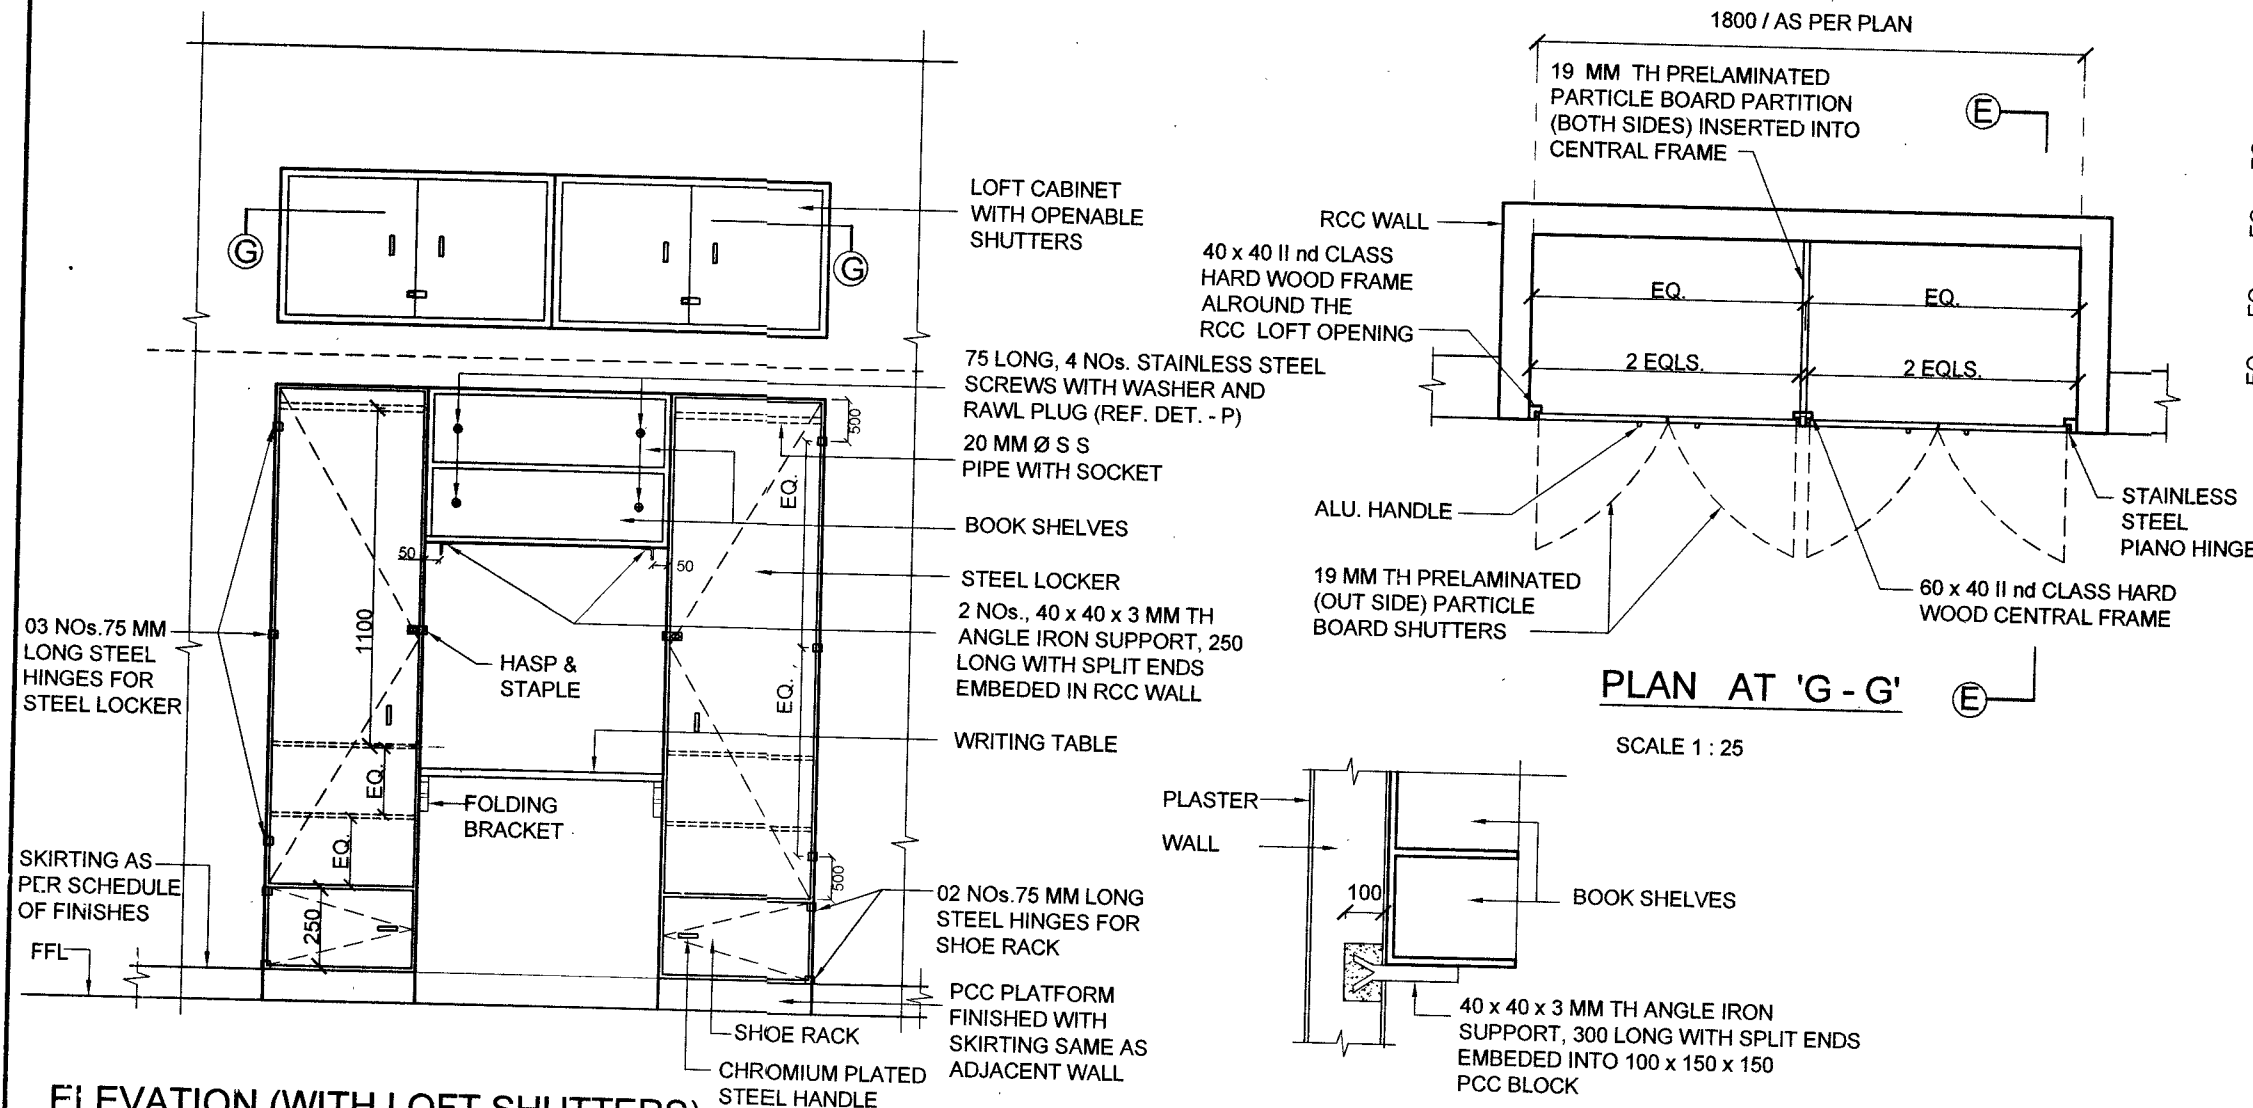 G
G
LOFT CABINET
WITH OPENABLE
SHUTTERS
75 LONG, 4 NOs. STAINLESS STEEL
SCREWS WITH WASHER AND
RAWL PLUG (REF. DET. - P)
20 MM Ø S S
PIPE WITH SOCKET
BOOK SHELVES
STEEL LOCKER
2 NOs., 40 x 40 x 3 MM TH
ANGLE IRON SUPPORT, 250
LONG WITH SPLIT ENDS
EMBEDED IN RCC WALL
WRITING TABLE
500
EQ.
EQ.
500
50
50
1100
EQ.
EQ.
250
HASP &
STAPLE
FOLDING
BRACKET
03 NOs.75 MM
LONG STEEL
HINGES FOR
STEEL LOCKER
SKIRTING AS
PER SCHEDULE
OF FINISHES
FFL
02 NOs.75 MM LONG
STEEL HINGES FOR
SHOE RACK
PCC PLATFORM
FINISHED WITH
SKIRTING SAME AS
ADJACENT WALL
SHOE RACK
CHROMIUM PLATED
STEEL HANDLE
ELEVATION (WITH LOFT SHUTTERS)
1800 / AS PER PLAN
19 MM TH PRELAMINATED
PARTICLE BOARD PARTITION
(BOTH SIDES) INSERTED INTO
CENTRAL FRAME
E
RCC WALL
40 x 40 II nd CLASS
HARD WOOD FRAME
ALROUND THE
RCC LOFT OPENING
EQ.
EQ.
2 EQLS.
2 EQLS.
ALU. HANDLE
STAINLESS
STEEL
PIANO HINGE
19 MM TH PRELAMINATED
(OUT SIDE) PARTICLE
BOARD SHUTTERS
60 x 40 II nd CLASS HARD
WOOD CENTRAL FRAME
PLAN AT 'G - G'
E
SCALE 1 : 25
PLASTER
WALL
100
BOOK SHELVES
40 x 40 x 3 MM TH ANGLE IRON
SUPPORT, 300 LONG WITH SPLIT ENDS
EMBEDED INTO 100 x 150 x 150
PCC BLOCK